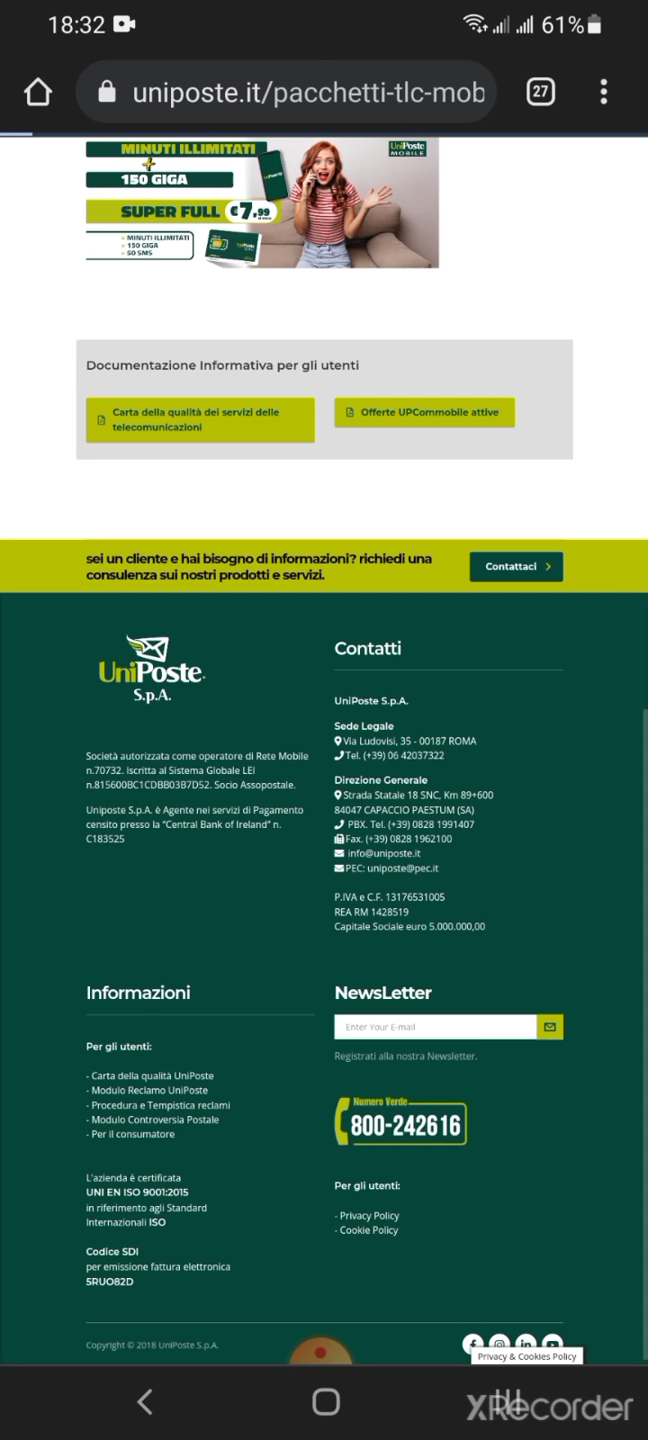 18:32
61%
uniposte.it/pacchetti-tlc-mob
27
MINUTI ILLIMITATI
+
150 GIGA
SUPER FULL €7,99
> MINUTI ILLIMITATI
> 150 GIGA
> 50 SMS
UniPoste
MOBILE
Documentazione Informativa per gli utenti
Carta della qualità dei servizi delle
telecomunicazioni
Offerte UPCommobile attive
sei un cliente e hai bisogno di informazioni? richiedi una
consulenza sui nostri prodotti e servizi.
Contattaci
UniPoste
S.p.A.
Società autorizzata come operatore di Rete Mobile
n.70732. Iscritta al Sistema Globale LEI
n.815600BC1CDBB03B7D52. Socio Assopostale.
Uniposte S.p.A. è Agente nei servizi di Pagamento
censito presso la "Central Bank of Ireland" n.
C183525
Contatti
UniPoste S.p.A.
Sede Legale
Via Ludovisi, 35 - 00187 ROMA
Tel. (+39) 06 42037322
Direzione Generale
Strada Statale 18 SNC, Km 89+600
84047 CAPACCIO PAESTUM (SA)
PBX. Tel. (+39) 0828 1991407
Fax. (+39) 0828 1962100
info@uniposte.it
PEC: uniposte@pec.it
P.IVA e C.F. 13176531005
REA RM 1428519
Capitale Sociale euro 5.000.000,00
Informazioni
Per gli utenti:
- Carta della qualità UniPoste
- Modulo Reclamo UniPoste
- Procedura e Tempistica reclami
- Modulo Controversia Postale
- Per il consumatore
L'azienda è certificata
UNI EN ISO 9001:2015
in riferimento agli Standard
Internazionali ISO
Codice SDI
per emissione fattura elettronica
5RUO82D
NewsLetter
Enter Your E-mail
Registrati alla nostra Newsletter.
Numero Verde
800-242616
Per gli utenti:
- Privacy Policy
- Cookie Policy
Copyright © 2018 UniPoste S.p.A.
Privacy & Cookies Policy
XRecorder